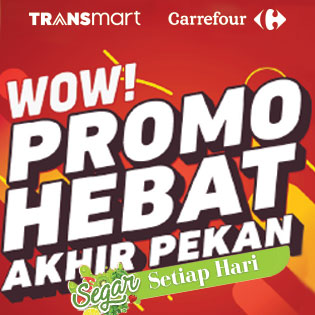 TRANSmart Carrefour
WOW!
PROMO
HEBAT
AKHIR PEKAN
Segar Setiap Hari